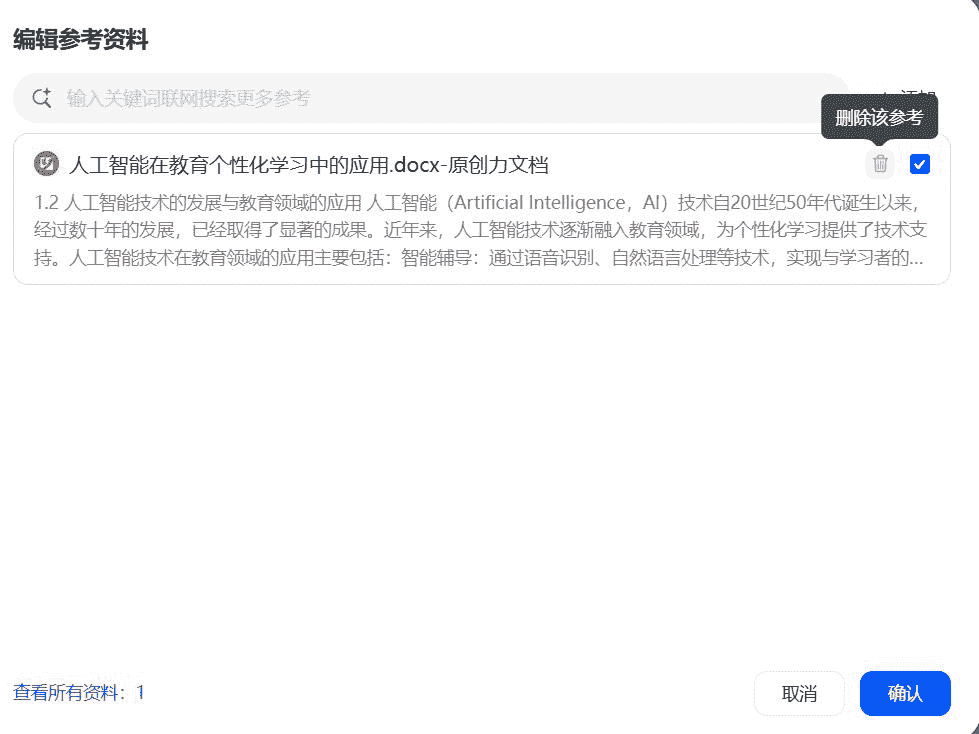 编辑参考资料
输入关键词联网搜索更多参考
删除该参考
人工智能在教育个性化学习中的应用.docx-原创力文档
1.2 人工智能技术的发展与教育领域的应用 人工智能（Artificial Intelligence，AI）技术自20世纪50年代诞生以来，
经过数十年的发展，已经取得了显著的成果。近年来，人工智能技术逐渐融入教育领域，为个性化学习提供了技术支
持。人工智能技术在教育领域的应用主要包括：智能辅导：通过语音识别、自然语言处理等技术，实现与学习者的...
查看所有资料：1
取消
确认